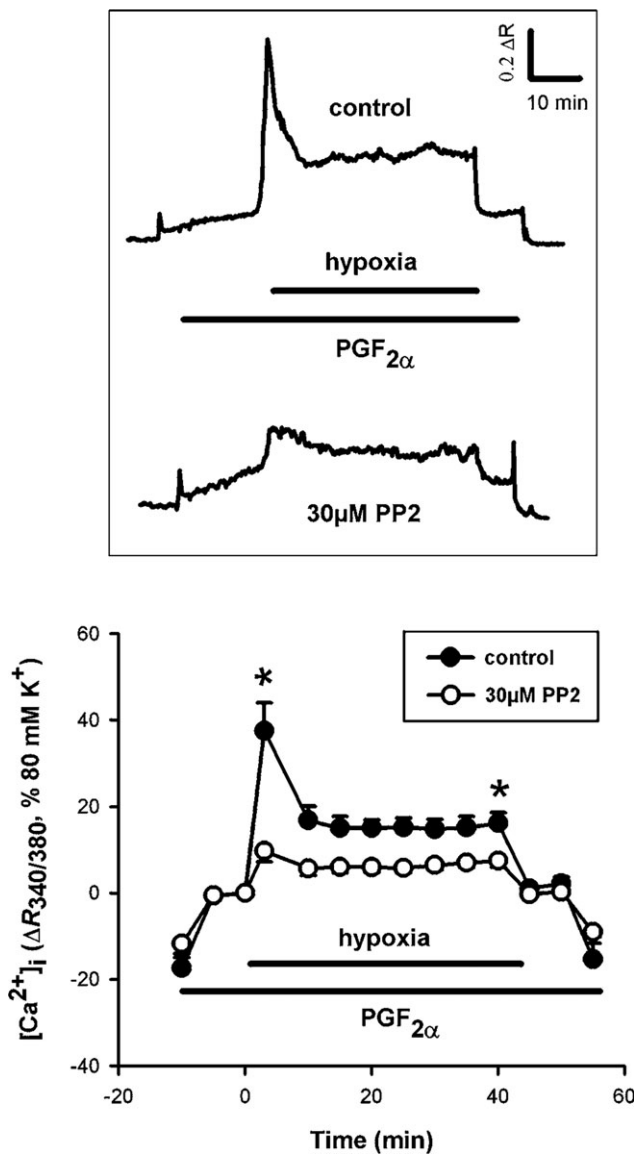 0.2 ΔR
10 min
control
hypoxia
PGF2α
30µM PP2
60
40
20
0
-20
-40
[Ca2+]i (ΔR340/380, % 80 mM K+)
*
*
control
30µM PP2
hypoxia
PGF2α
-20
0
20
40
60
Time (min)